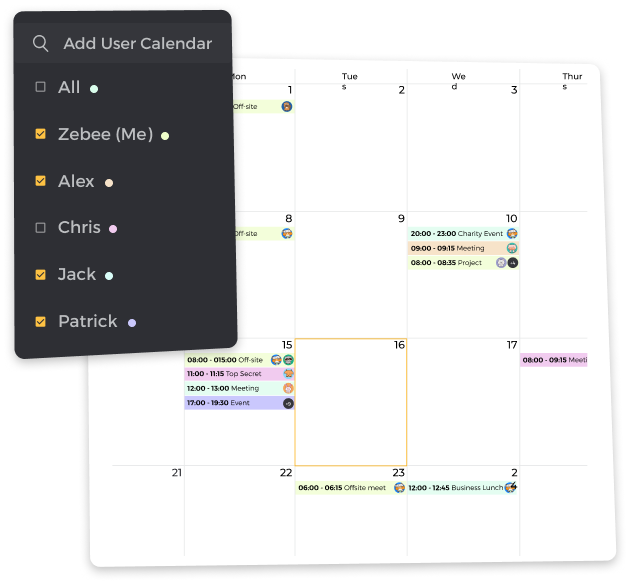 Add User Calendar
All
Zebee (Me)
Alex
Chris
Jack
Patrick
Mon
Tue
s
We
d
Thur
s
1
2
3
Off-site
8
9
10
Off-site
20:00 - 23:00 Charity Event
09:00 - 09:15 Meeting
08:00 - 08:35 Project
+4
15
16
17
08:00 - 015:00 Off-site
11:00 - 11:15 Top Secret
12:00 - 13:00 Meeting
17:00 - 19:30 Event
08:00 - 09:15 Meeti
21
22
23
2
06:00 - 06:15 Offsite meet
12:00 - 12:45 Business Lunch